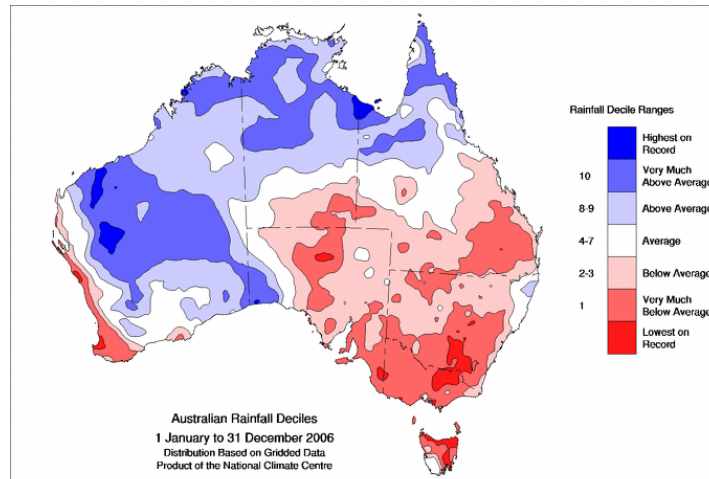 Rainfall Decile Ranges
Highest on
Record
10
Very Much
Above Average
8-9
Above Average
4-7
Average
2-3
Below Average
1
Very Much
Below Average
Lowest on
Record
Australian Rainfall Deciles
1 January to 31 December 2006
Distribution Based on Gridded Data
Product of the National Climate Centre